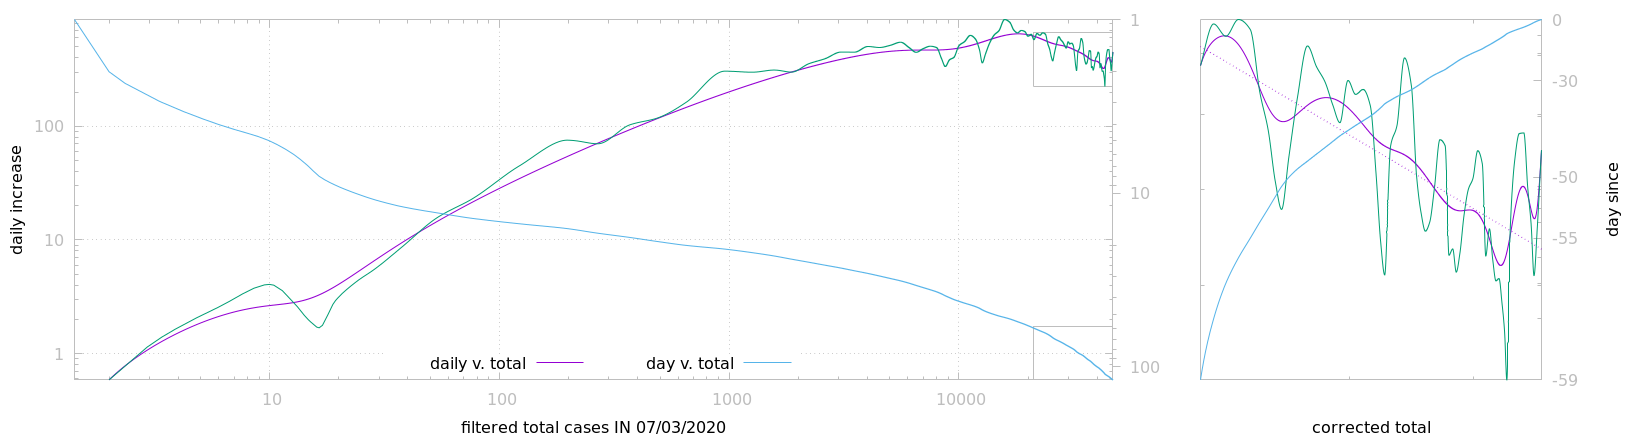 daily increase
100
10
1
10
100
1000
10000
daily v. total
day v. total
1
10
100
filtered total cases IN 07/03/2020
0
-30
-50
-55
-59
day since
corrected total